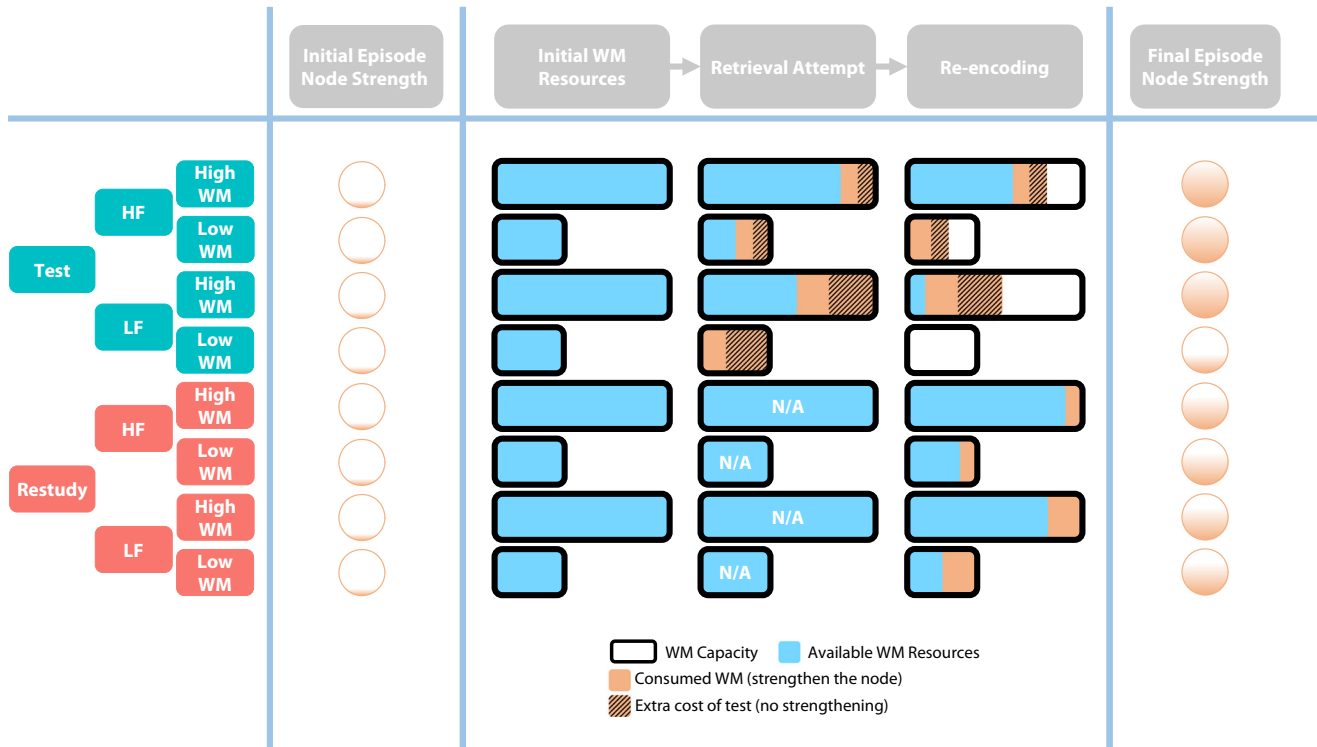 Initial Episode
Node Strength
Initial WM
Resources
Retrieval Attempt
Re-encoding
Final Episode
Node Strength
Test
HF
High
WM
Low
WM
LF
High
WM
Low
WM
Restudy
HF
High
WM
N/A
Low
WM
N/A
LF
High
WM
N/A
Low
WM
N/A
WM Capacity
Available WM Resources
Consumed WM (strengthen the node)
Extra cost of test (no strengthening)